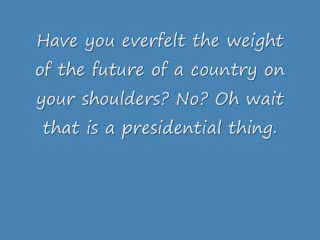 Have you everfelt the weight
of the future of a country on
your shoulders? No? Oh wait
that is a presidential thing.